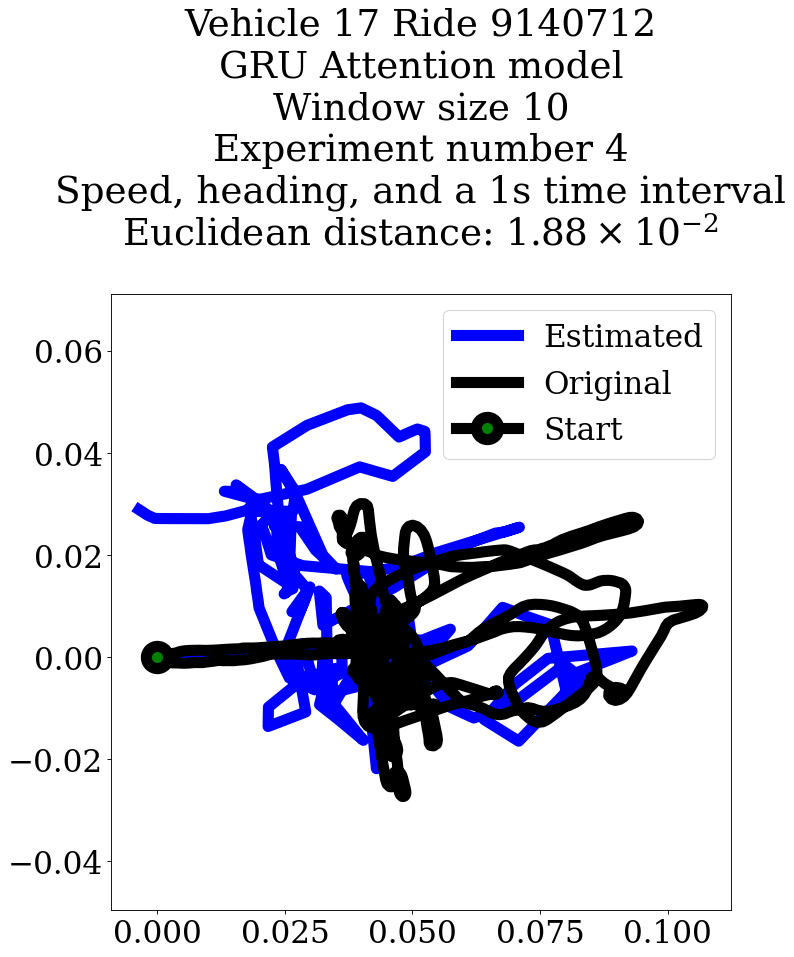 Vehicle 17 Ride 9140712
GRU Attention model
Window size 10
Experiment number 4
Speed, heading, and a 1s time interval
Euclidean distance: 1.88 × 10⁻²
Estimated
Original
Start
0.06
0.04
0.02
0.00
−0.02
−0.04
0.000 0.025 0.050 0.075 0.100